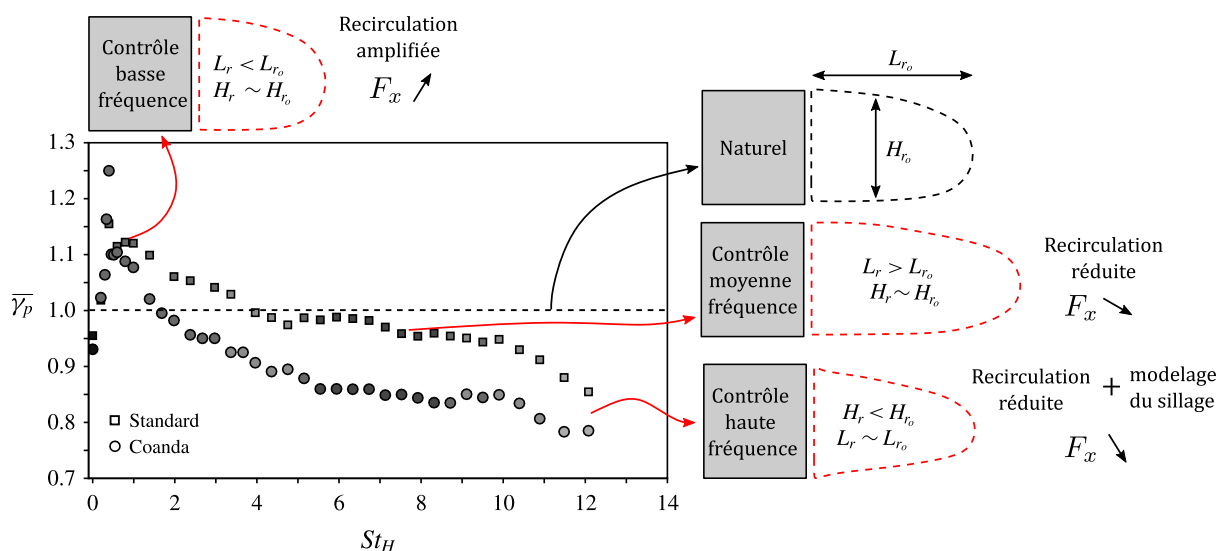 Contrôle
basse
fréquence
L_r < L_{r_o}
H_r ~ H_{r_o}
Recirculation
amplifiée
F_x
L_{r_o}
Naturel
H_{r_o}
1.3
1.2
1.1
1.0
0.9
0.8
0.7
\overline{γ_p}
Standard
Coanda
0
2
4
6
8
10
12
14
St_H
Contrôle
moyenne
fréquence
L_r > L_{r_o}
H_r ~ H_{r_o}
Recirculation
réduite
F_x
Contrôle
haute
fréquence
H_r < H_{r_o}
L_r ~ L_{r_o}
Recirculation
réduite
+
modelage
du sillage
F_x